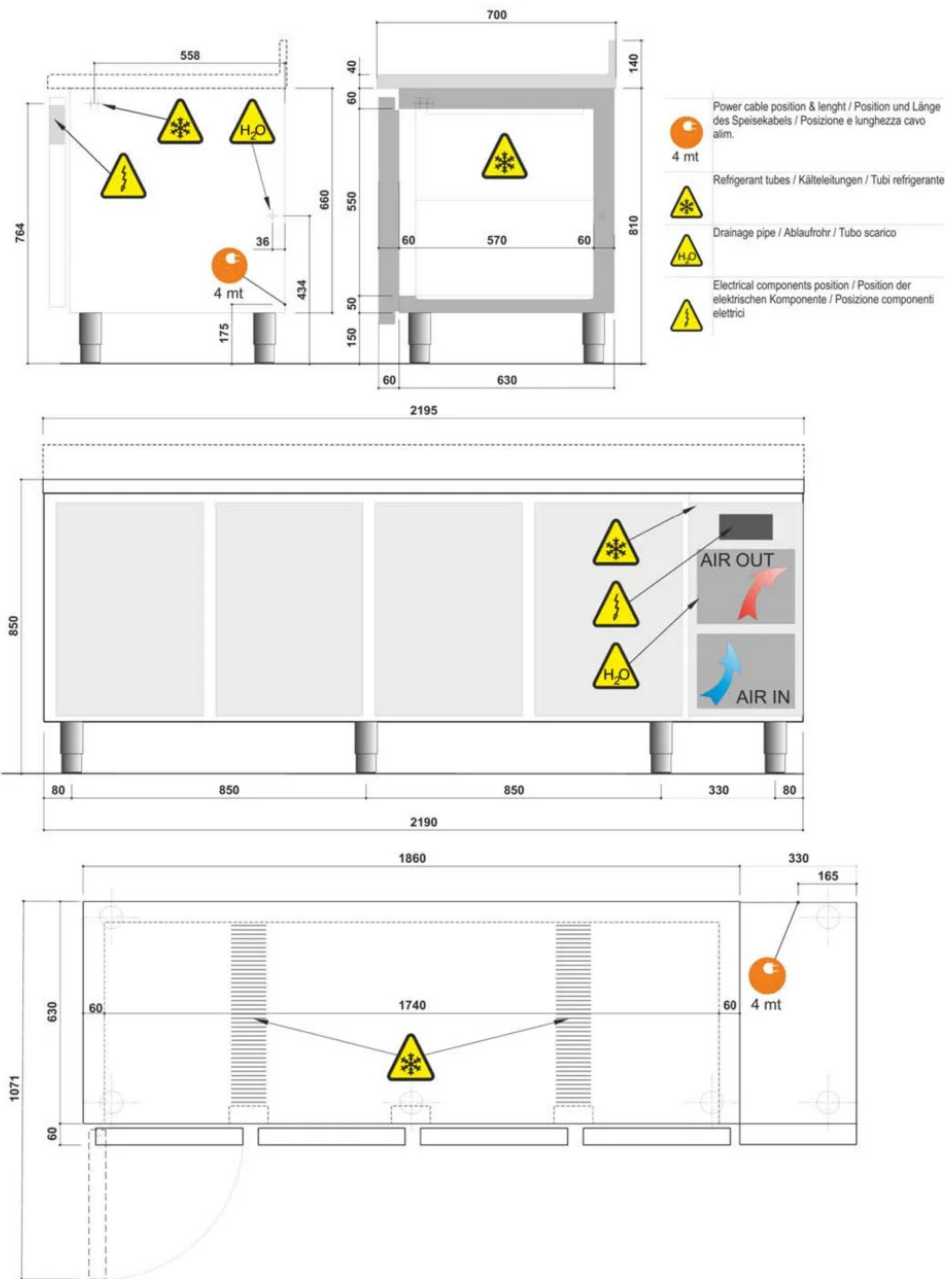 700
558
40
140
60
H₂O
Power cable position & lenght / Position und Länge
des Speisekabels / Posizione e lunghezza cavo
alim.
4 mt
Refrigerant tubes / Kälteleitungen / Tubi refrigerante
764
660
550
810
60
570
60
Drainage pipe / Ablaufrohr / Tubo scarico
H₂O
36
4 mt
434
Electrical components position / Position der
elektrischen Komponente / Posizione componenti
elettrici
175
50
150
60
630
2195
850
AIR OUT
H₂O
AIR IN
80
850
850
330
80
2190
1860
330
165
4 mt
1071
630
60
1740
60
60